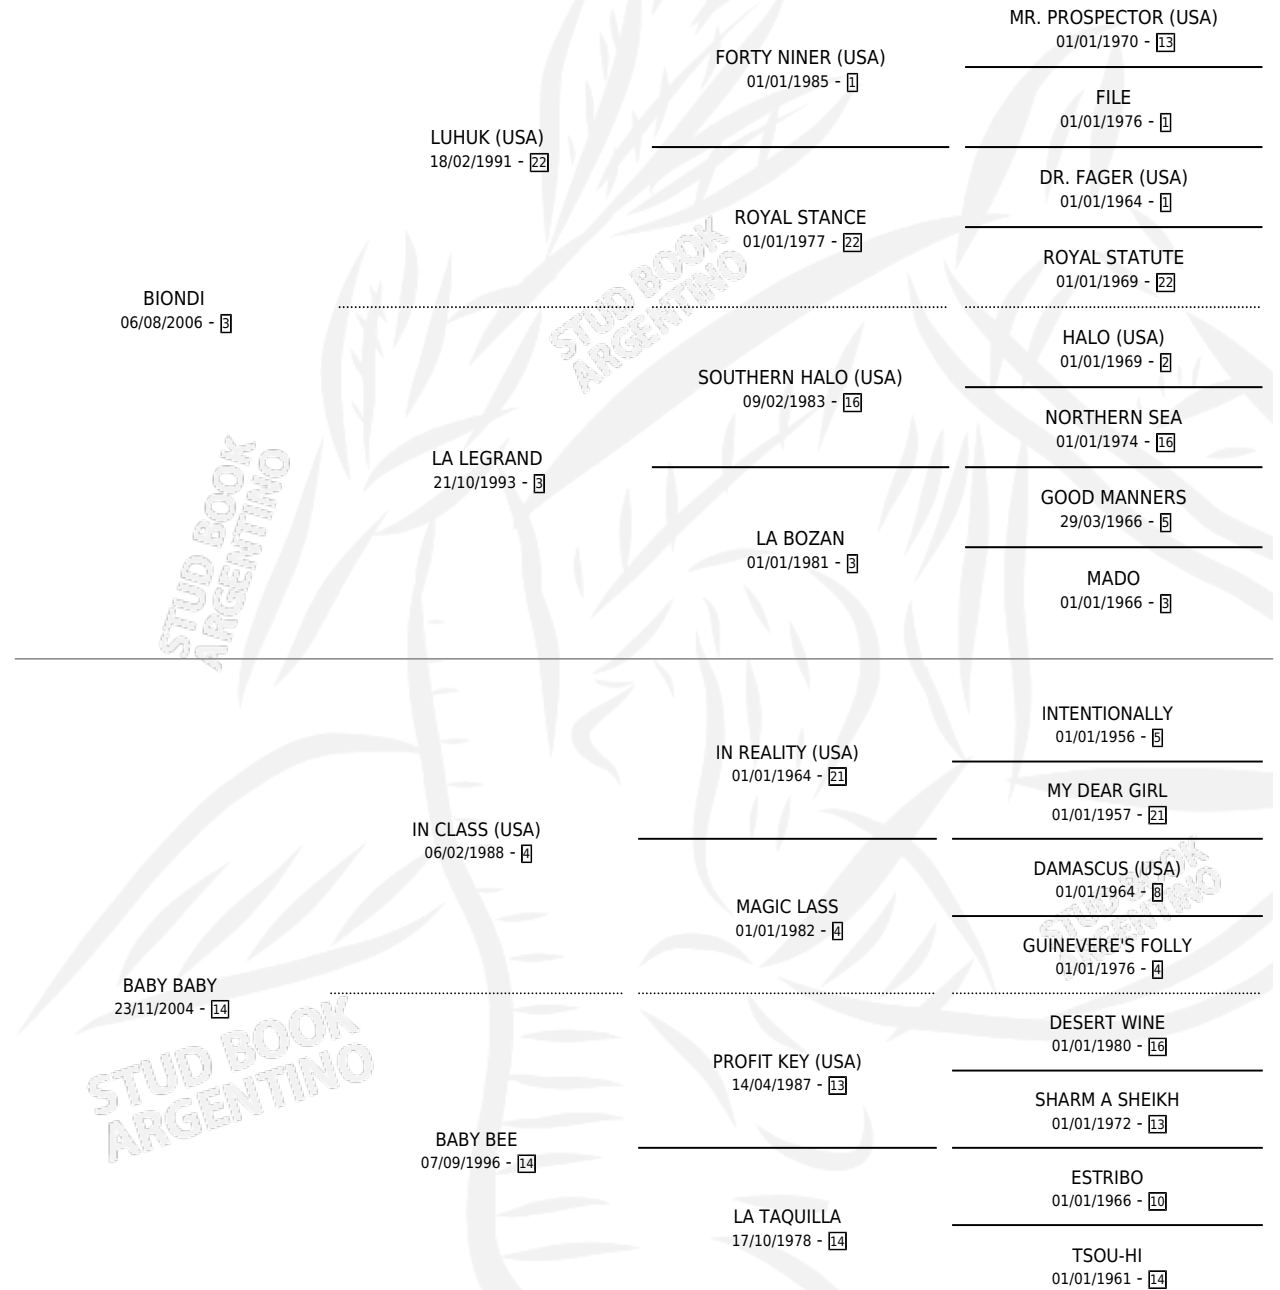 MR. PROSPECTOR (USA)
01/01/1970 - 13
FORTY NINER (USA)
01/01/1985 - 1
FILE
01/01/1976 - 1
LUHUK (USA)
18/02/1991 - 22
DR. FAGER (USA)
01/01/1964 - 1
ROYAL STANCE
01/01/1977 - 22
ROYAL STATUTE
01/01/1969 - 22
BIONDI
06/08/2006 - 3
STUD BOOK
ARGENTINO
HALO (USA)
01/01/1969 - 2
SOUTHERN HALO (USA)
09/02/1983 - 16
NORTHERN SEA
01/01/1974 - 16
LA LEGRAND
21/10/1993 - 3
GOOD MANNERS
29/03/1966 - 5
LA BOZAN
01/01/1981 - 3
MADO
01/01/1966 - 3
STUD BOOK
ARGENTINO
INTENTIONALLY
01/01/1956 - 5
IN REALITY (USA)
01/01/1964 - 21
MY DEAR GIRL
01/01/1957 - 21
IN CLASS (USA)
06/02/1988 - 4
DAMASCUS (USA)
01/01/1964 - 8
MAGIC LASS
01/01/1982 - 4
STUD BOOK
ARGENTINO
GUINEVERE'S FOLLY
01/01/1976 - 4
BABY BABY
23/11/2004 - 14
STUD BOOK
ARGENTINO
DESERT WINE
01/01/1980 - 16
PROFIT KEY (USA)
14/04/1987 - 13
SHARM A SHEIKH
01/01/1972 - 13
BABY BEE
07/09/1996 - 14
ESTRIBO
01/01/1966 - 10
LA TAQUILLA
17/10/1978 - 14
TSOU-HI
01/01/1961 - 14